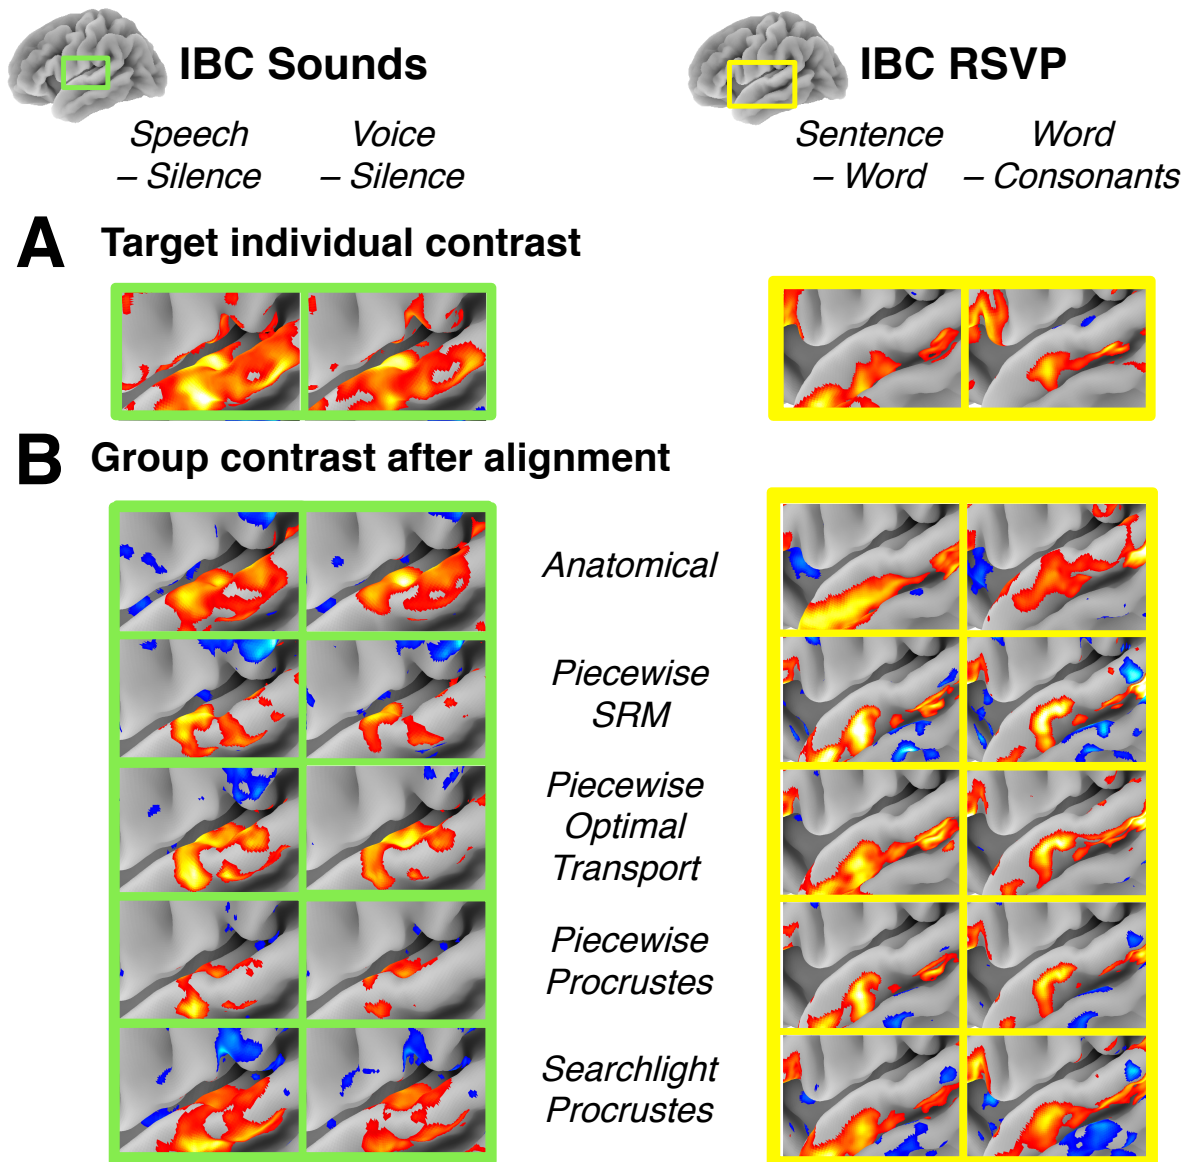 IBC Sounds
IBC RSVP
Speech
– Silence
Voice
– Silence
Sentence
– Word
Word
– Consonants
A Target individual contrast
B Group contrast after alignment
Anatomical
Piecewise
SRM
Piecewise
Optimal
Transport
Piecewise
Procrustes
Searchlight
Procrustes